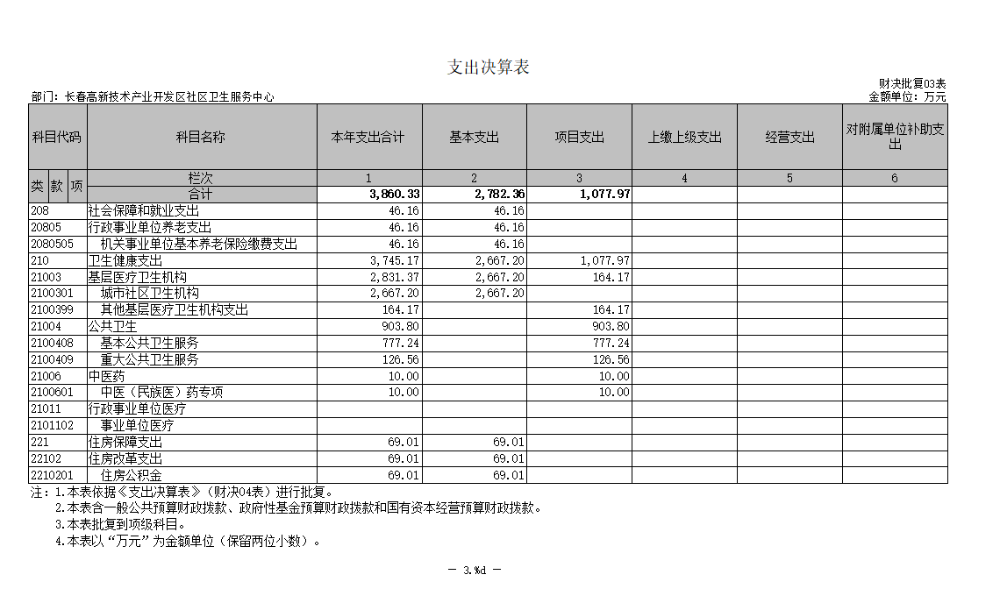 支出决算表
财决批复03表
部门：长春高新技术产业开发区社区卫生服务中心 金额单位：万元
科目代码 科目名称 本年支出合计 基本支出 项目支出 上缴上级支出 经营支出 对附属单位补助支出
类 款 项 栏次 1 2 3 4 5 6
合计 3,860.33 2,782.36 1,077.97
208 社会保障和就业支出 46.16 46.16
20805 行政事业单位养老支出 46.16 46.16
2080505 机关事业单位基本养老保险缴费支出 46.16 46.16
210 卫生健康支出 3,745.17 2,667.20 1,077.97
21003 基层医疗卫生机构 2,831.37 2,667.20 164.17
2100301 城市社区卫生机构 2,667.20 2,667.20
2100399 其他基层医疗卫生机构支出 164.17 164.17
21004 公共卫生 903.80 903.80
2100408 基本公共卫生服务 777.24 777.24
2100409 重大公共卫生服务 126.56 126.56
21006 中医药 10.00 10.00
2100601 中医（民族医）药专项 10.00 10.00
21011 行政事业单位医疗
2101102 事业单位医疗
221 住房保障支出 69.01 69.01
22102 住房改革支出 69.01 69.01
2210201 住房公积金 69.01 69.01
注：1.本表依据《支出决算表》（财决04表）进行批复。
2.本表含一般公共预算财政拨款、政府性基金预算财政拨款和国有资本经营预算财政拨款。
3.本表批复到项级科目。
4.本表以“万元”为金额单位（保留两位小数）。
— 3.%d —